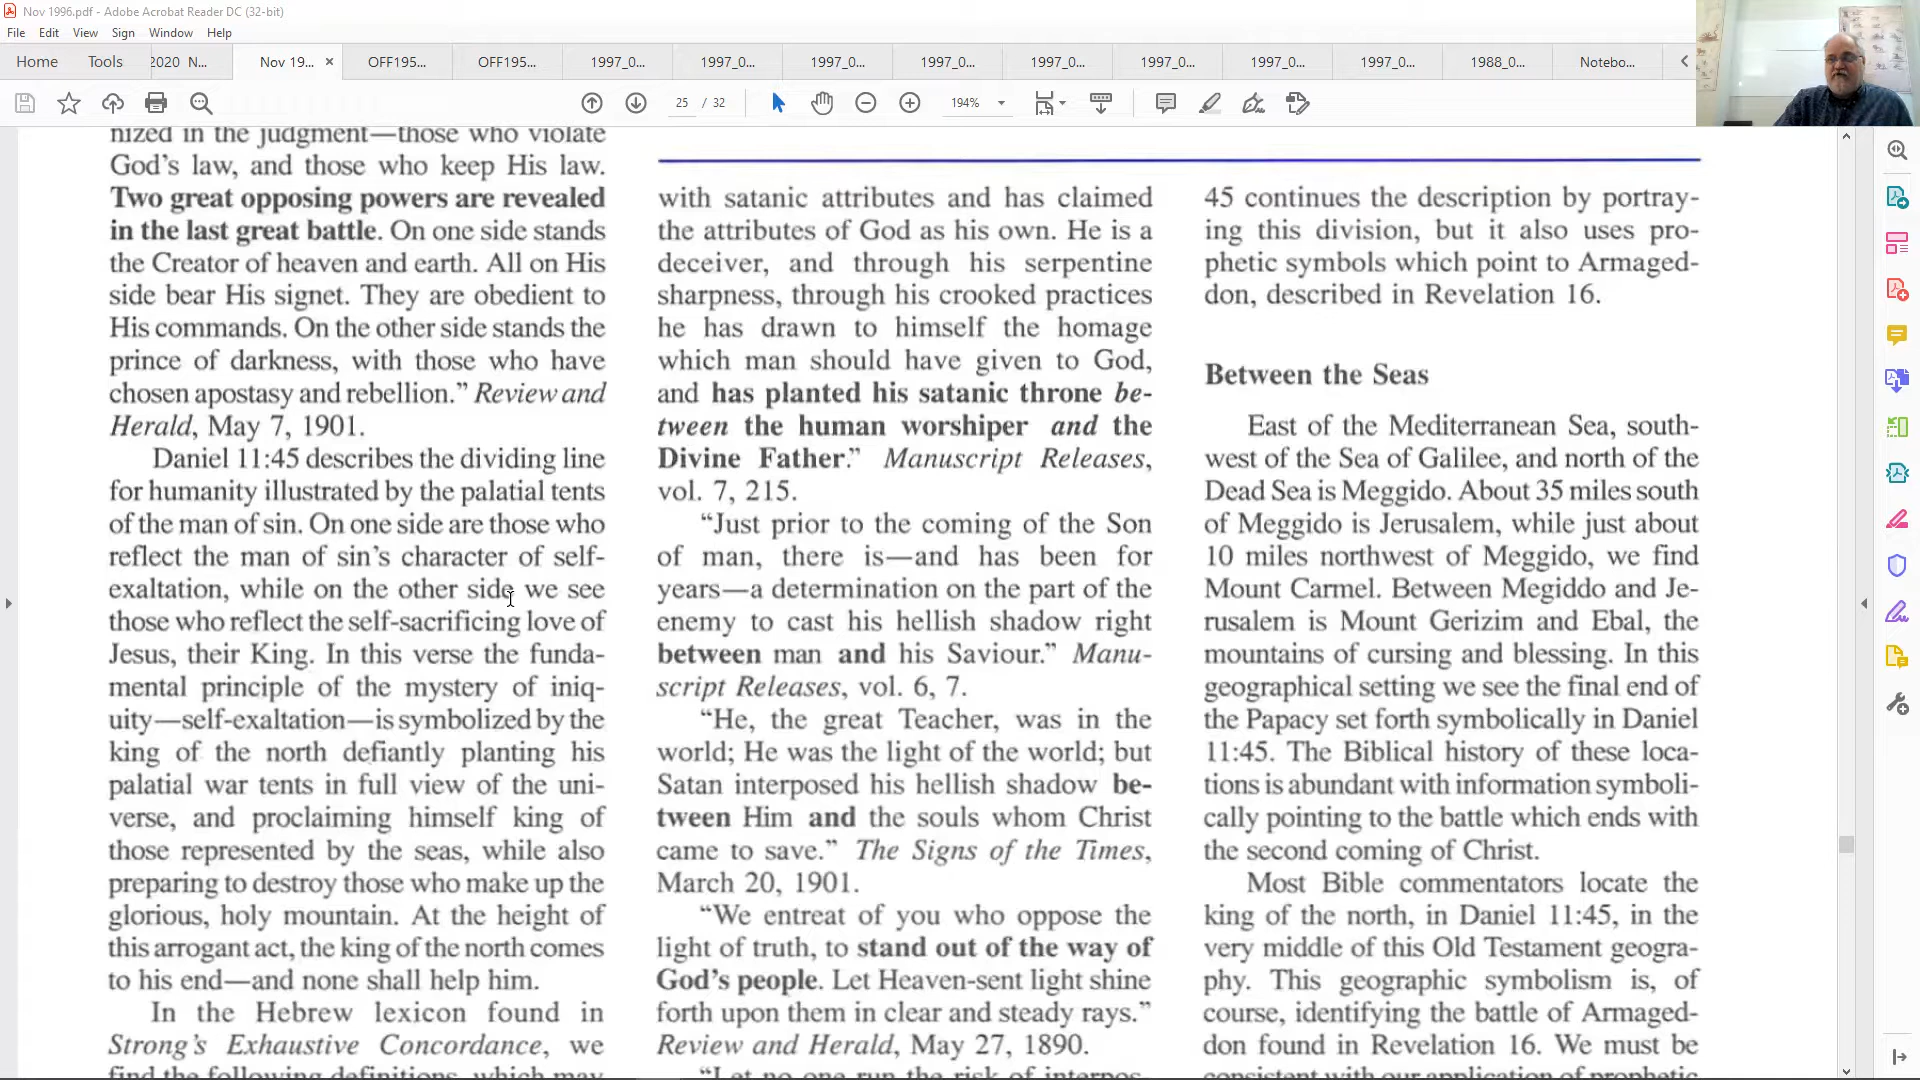 Nov 1996.pdf - Adobe Acrobat Reader DC (32-bit)
File Edit View Sign Window Help
Home Tools 2020 N... Nov 19... × OFF195... OFF195... 1997_0... 1997_0... 1997_0... 1997_0... 1997_0... 1997_0... 1997_0... 1997_0... 1988_0... Notebo...
25 / 32 194%
nized in the judgment—those who violate
God's law, and those who keep His law.
Two great opposing powers are revealed
in the last great battle. On one side stands
the Creator of heaven and earth. All on His
side bear His signet. They are obedient to
His commands. On the other side stands the
prince of darkness, with those who have
chosen apostasy and rebellion.” Review and
Herald, May 7, 1901.
Daniel 11:45 describes the dividing line
for humanity illustrated by the palatial tents
of the man of sin. On one side are those who
reflect the man of sin's character of self-
exaltation, while on the other side we see
those who reflect the self-sacrificing love of
Jesus, their King. In this verse the funda-
mental principle of the mystery of iniq-
uity—self-exaltation—is symbolized by the
king of the north defiantly planting his
palatial war tents in full view of the uni-
verse, and proclaiming himself king of
those represented by the seas, while also
preparing to destroy those who make up the
glorious, holy mountain. At the height of
this arrogant act, the king of the north comes
to his end—and none shall help him.
In the Hebrew lexicon found in
Strong's Exhaustive Concordance, we
find the following definitions, which may
with satanic attributes and has claimed
the attributes of God as his own. He is a
deceiver, and through his serpentine
sharpness, through his crooked practices
he has drawn to himself the homage
which man should have given to God,
and has planted his satanic throne be-
tween the human worshiper and the
Divine Father.” Manuscript Releases,
vol. 7, 215.
“Just prior to the coming of the Son
of man, there is—and has been for
years—a determination on the part of the
enemy to cast his hellish shadow right
between man and his Saviour.” Manu-
script Releases, vol. 6, 7.
“He, the great Teacher, was in the
world; He was the light of the world; but
Satan interposed his hellish shadow be-
tween Him and the souls whom Christ
came to save.” The Signs of the Times,
March 20, 1901.
“We entreat of you who oppose the
light of truth, to stand out of the way of
God's people. Let Heaven-sent light shine
forth upon them in clear and steady rays.”
Review and Herald, May 27, 1890.
“Let no one run the risk of interpos-
45 continues the description by portray-
ing this division, but it also uses pro-
phetic symbols which point to Armaged-
don, described in Revelation 16.
Between the Seas
East of the Mediterranean Sea, south-
west of the Sea of Galilee, and north of the
Dead Sea is Meggido. About 35 miles south
of Meggido is Jerusalem, while just about
10 miles northwest of Meggido, we find
Mount Carmel. Between Megiddo and Je-
rusalem is Mount Gerizim and Ebal, the
mountains of cursing and blessing. In this
geographical setting we see the final end of
the Papacy set forth symbolically in Daniel
11:45. The Biblical history of these loca-
tions is abundant with information symboli-
cally pointing to the battle which ends with
the second coming of Christ.
Most Bible commentators locate the
king of the north, in Daniel 11:45, in the
very middle of this Old Testament geogra-
phy. This geographic symbolism is, of
course, identifying the battle of Armaged-
don found in Revelation 16. We must be
consistent with our application of prophetic